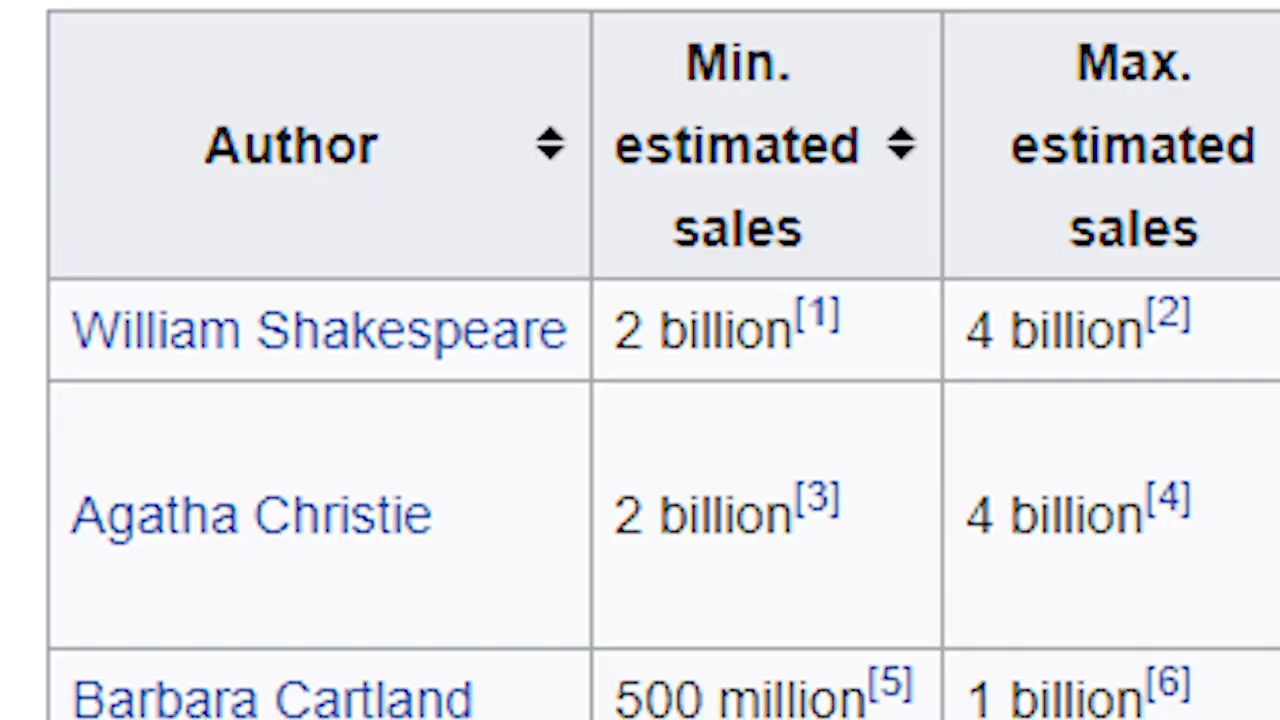 Author
Min. estimated sales
Max. estimated sales
William Shakespeare 2 billion[1] 4 billion[2]
Agatha Christie 2 billion[3] 4 billion[4]
Barbara Cartland 500 million[5] 1 billion[6]